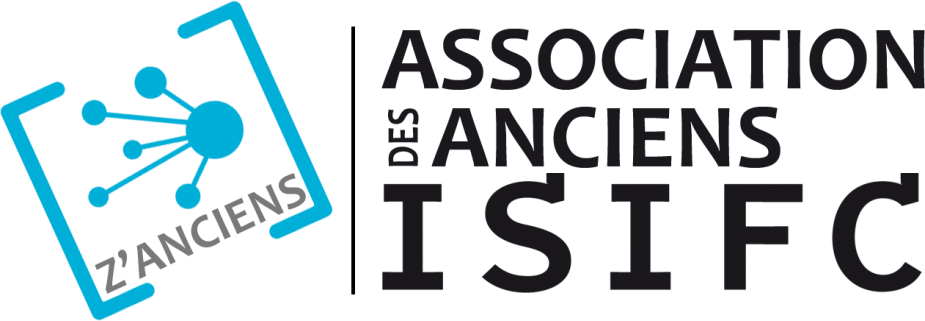 Z'ANCIENS
ASSOCIATION
DES ANCIENS
ISIFC